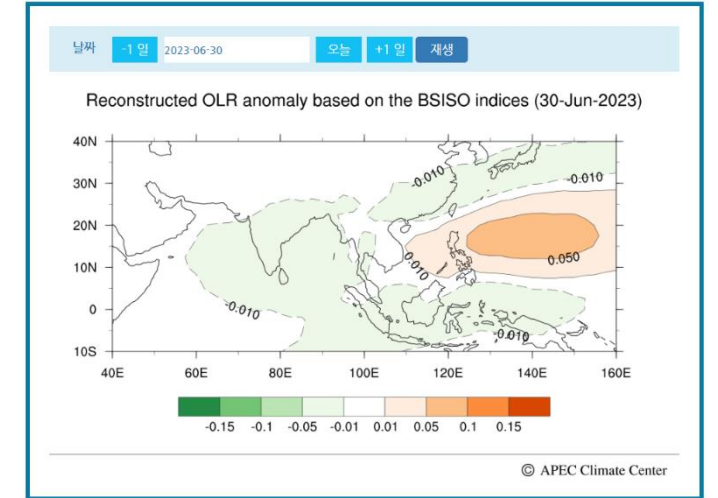 날짜 -1 일 2023-06-30 오늘 +1 일 재생
Reconstructed OLR anomaly based on the BSISO indices (30-Jun-2023)
40N
-0.010
-0.010
30N
20N
0.050
10N
0.010
0
-0.010
-0.010
10S
40E 60E 80E 100E 120E 140E 160E
-0.15 -0.1 -0.05 -0.01 0.01 0.05 0.1 0.15
© APEC Climate Center